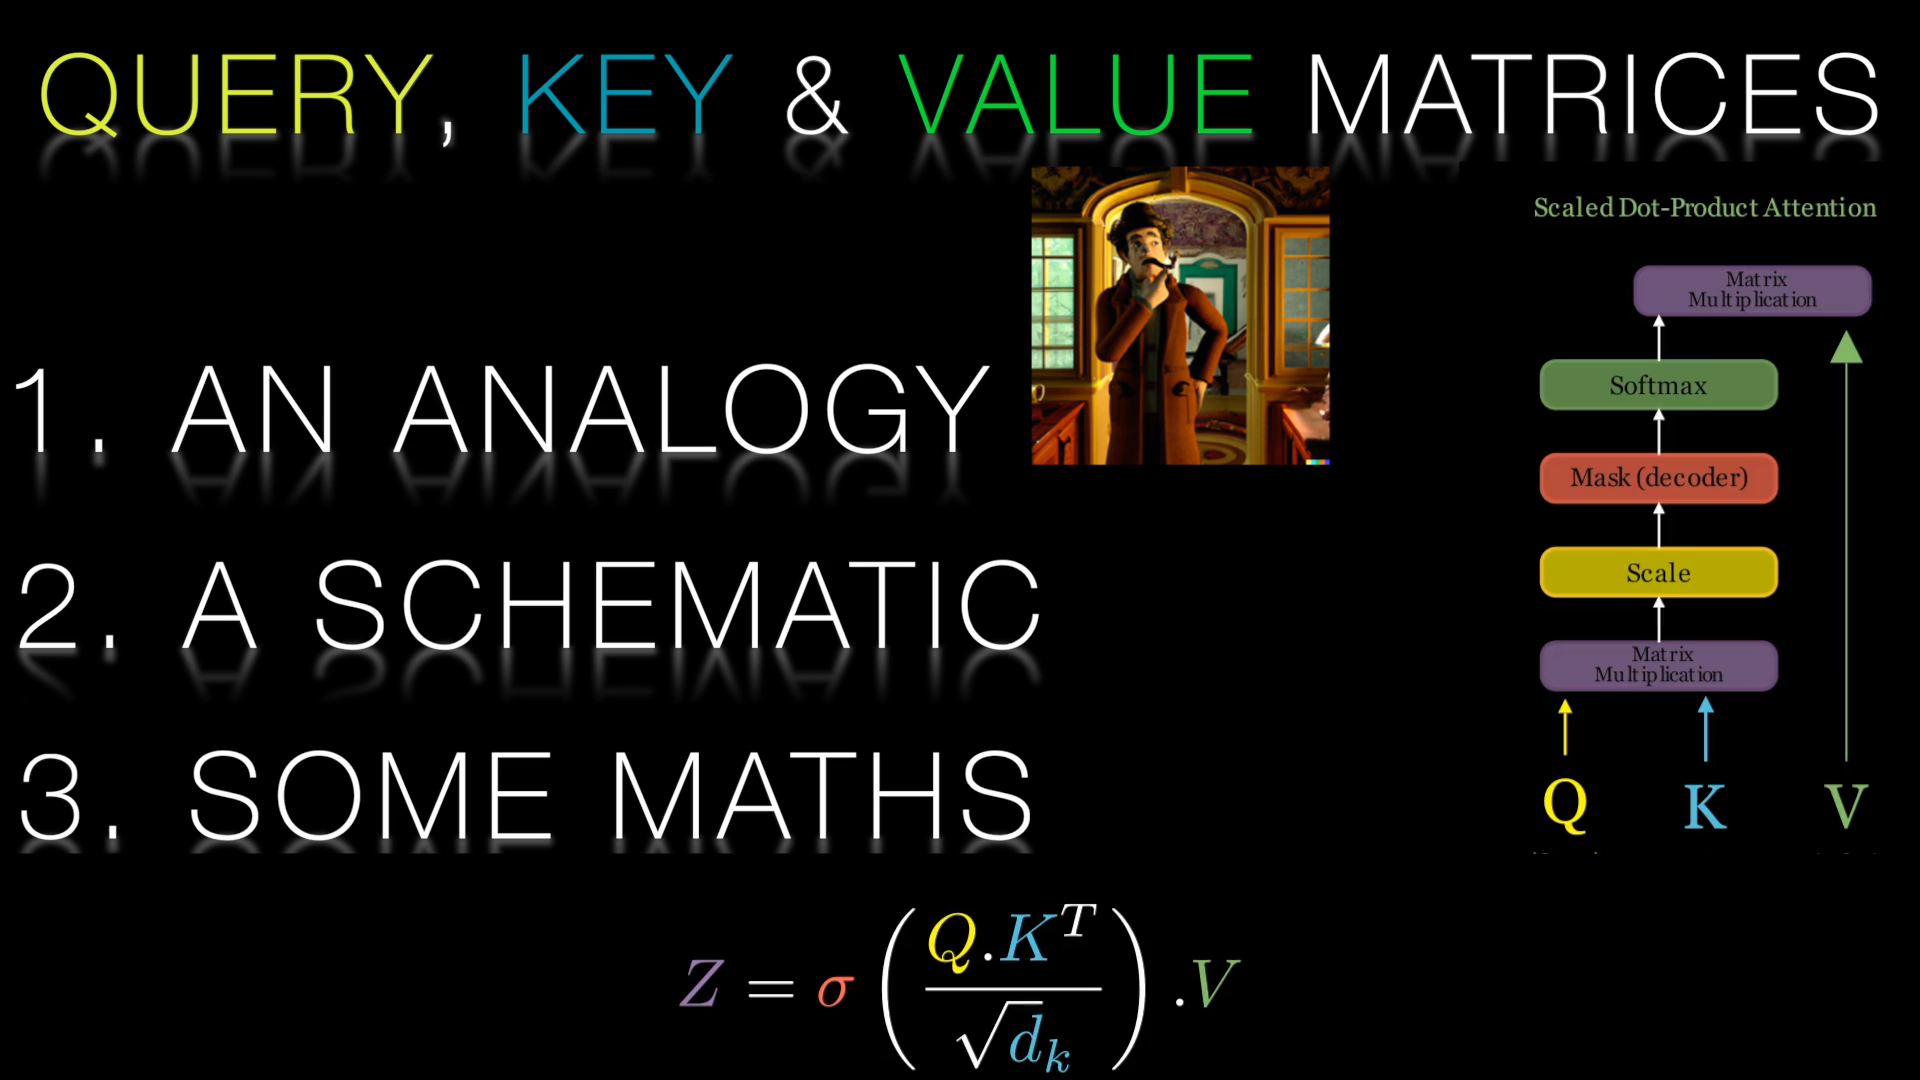 QUERY, KEY & VALUE MATRICES
1. AN ANALOGY
2. A SCHEMATIC
3. SOME MATHS
Scaled Dot-Product Attention
Matrix
Multiplication
Softmax
Mask (decoder)
Scale
Matrix
Multiplication
Q K V
Z = σ ( Q.K^T / √d_k ) .V